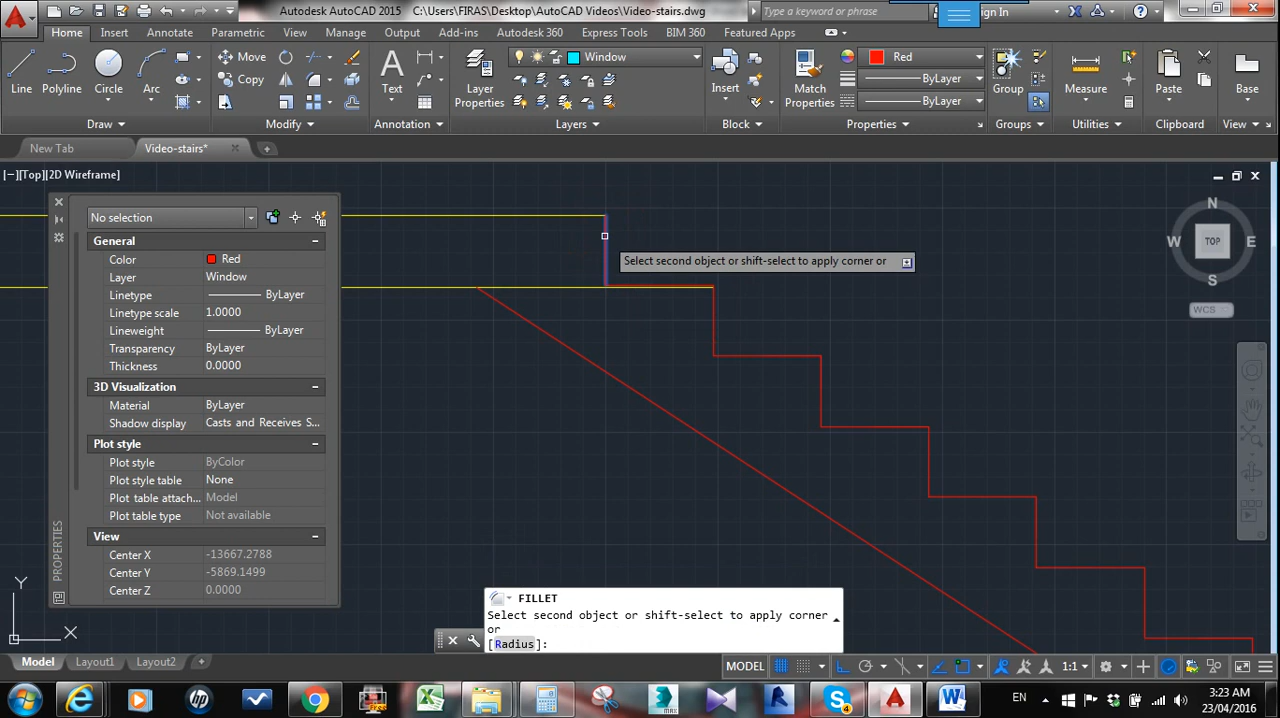 Autodesk AutoCAD 2015 C:\Users\FIRAS\Desktop\AutoCAD Videos\Video-stairs.dwg
Type a keyword or phrase
Sign In
Home
Insert
Annotate
Parametric
View
Manage
Output
Add-ins
Autodesk 360
Express Tools
BIM 360
Featured Apps
Line
Polyline
Circle
Arc
Move
Copy
Text
Layer
Properties
Window
Insert
Match
Properties
Red
ByLayer
ByLayer
Group
Measure
Paste
Base
Draw
Modify
Annotation
Layers
Block
Properties
Groups
Utilities
Clipboard
View
New Tab
Video-stairs*
[−][Top][2D Wireframe]
No selection
General
Color Red
Layer Window
Linetype ByLayer
Linetype scale 1.0000
Lineweight ByLayer
Transparency ByLayer
Thickness 0.0000
3D Visualization
Material ByLayer
Shadow display Casts and Receives S...
Plot style
Plot style ByColor
Plot style table None
Plot table attach... Model
Plot table type Not available
View
Center X -13667.2788
Center Y -5869.1499
Center Z 0.0000
PROPERTIES
Select second object or shift-select to apply corner or
N
W TOP E
S
WCS
Y
X
FILLET
Select second object or shift-select to apply corner
or
[Radius]:
Model
Layout1
Layout2
MODEL
1:1
MAX
4
EN
3:23 AM
23/04/2016